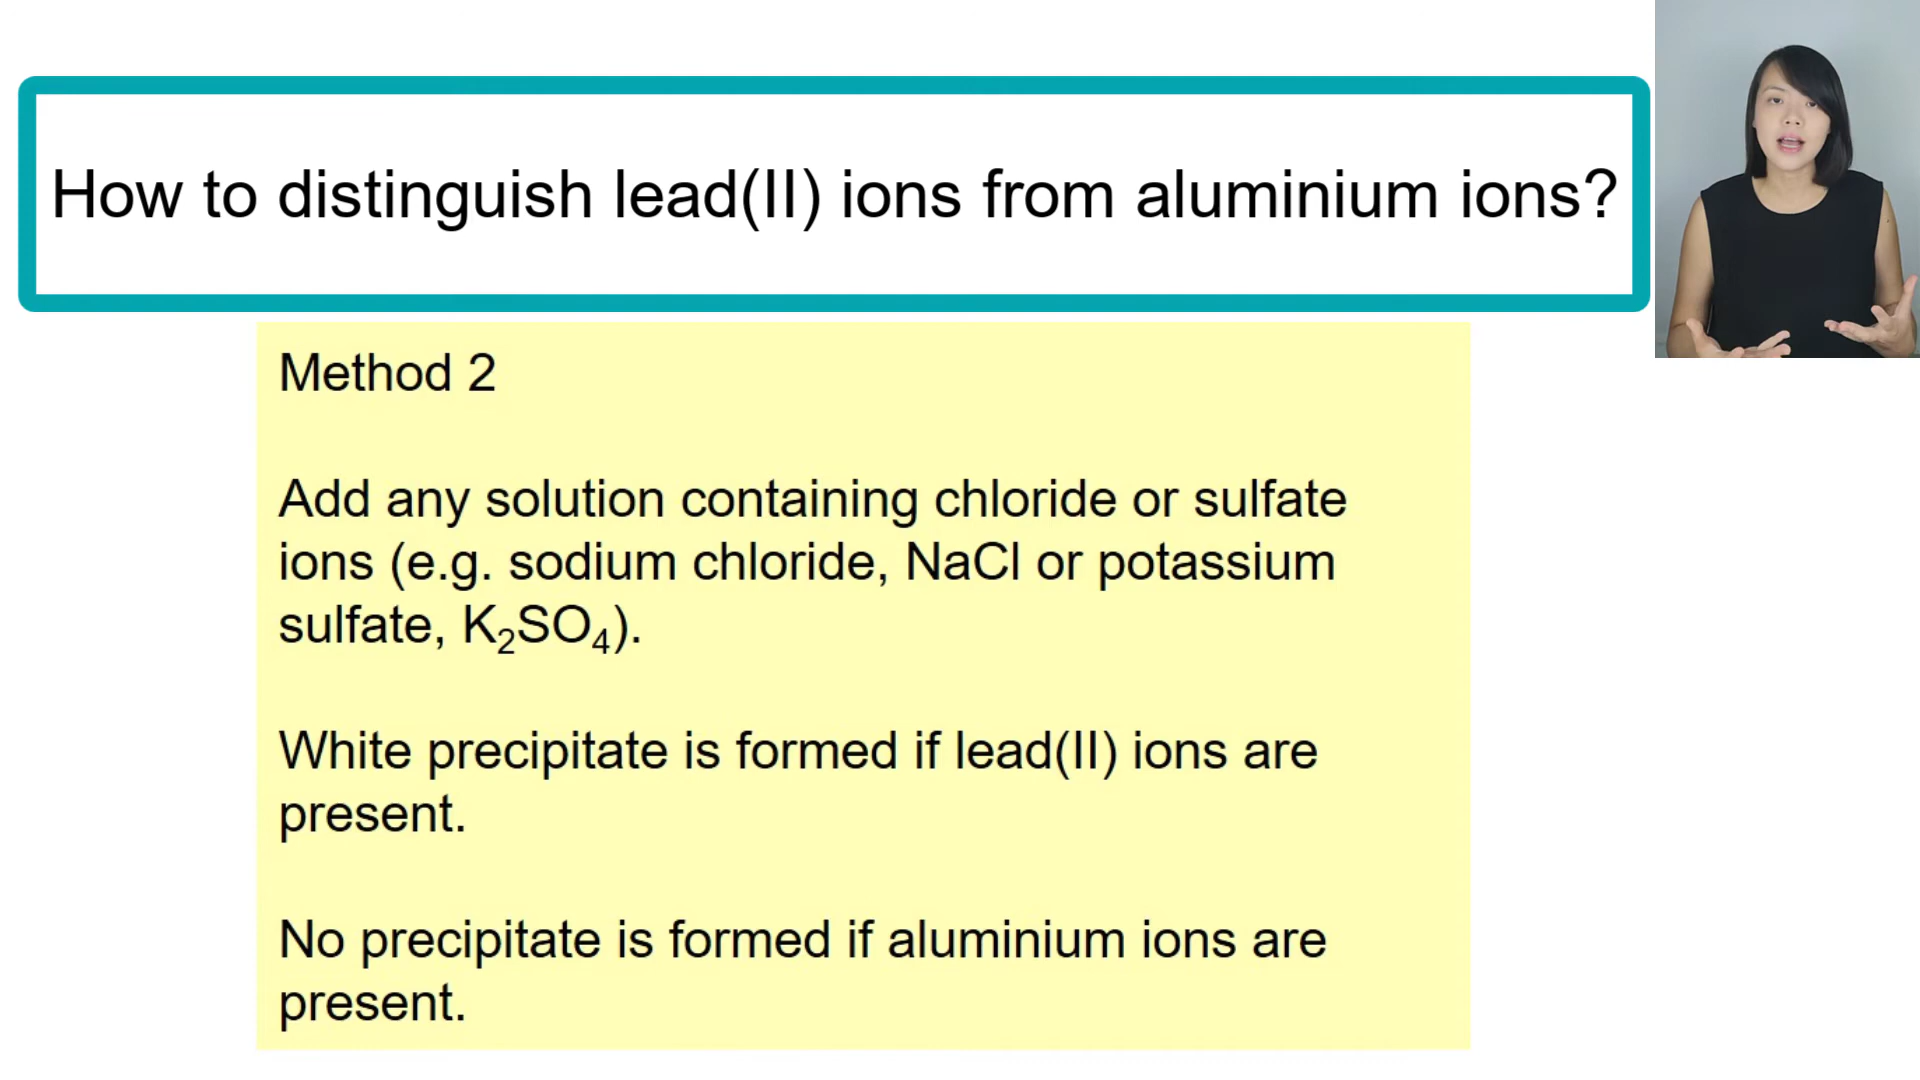 How to distinguish lead(II) ions from aluminium ions?
Method 2
Add any solution containing chloride or sulfate
ions (e.g. sodium chloride, NaCl or potassium
sulfate, K₂SO₄).
White precipitate is formed if lead(II) ions are
present.
No precipitate is formed if aluminium ions are
present.